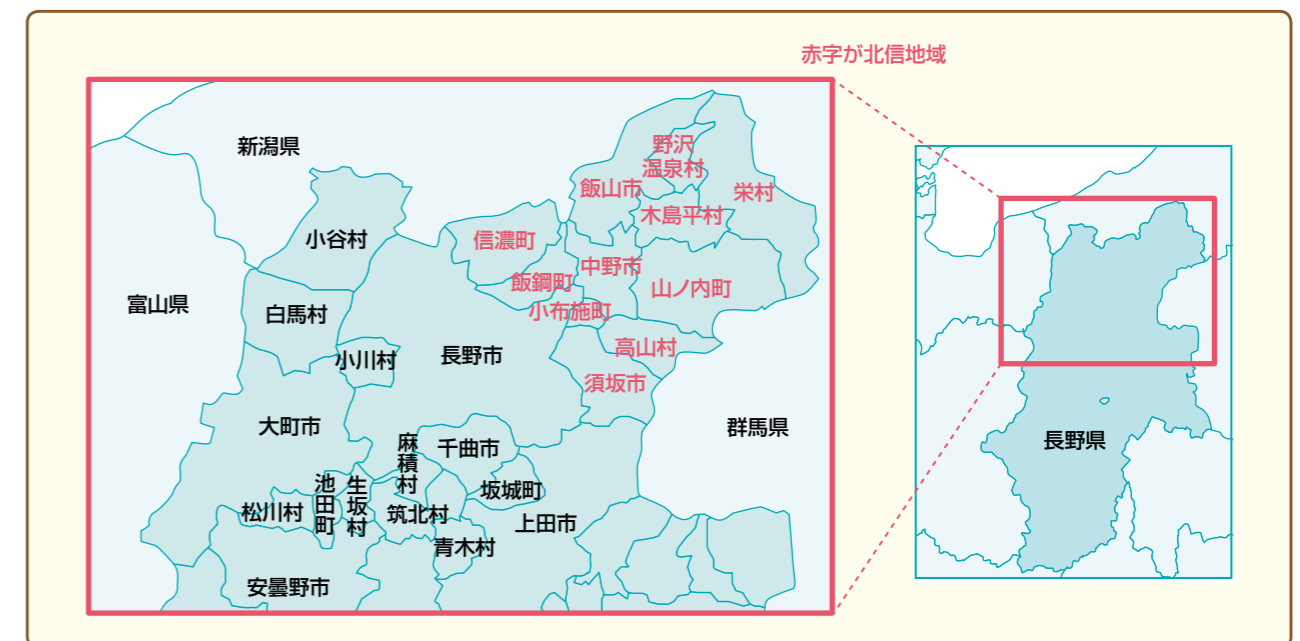 赤字が北信地域
新潟県
野沢
温泉村
飯山市
栄村
木島平村
小谷村
信濃町
中野市
飯綱町
山ノ内町
富山県
白馬村
小布施町
高山村
小川村
長野市
須坂市
大町市
群馬県
麻積村
千曲市
池田町
生坂村
坂城町
松川村
筑北村
上田市
青木村
安曇野市
長野県